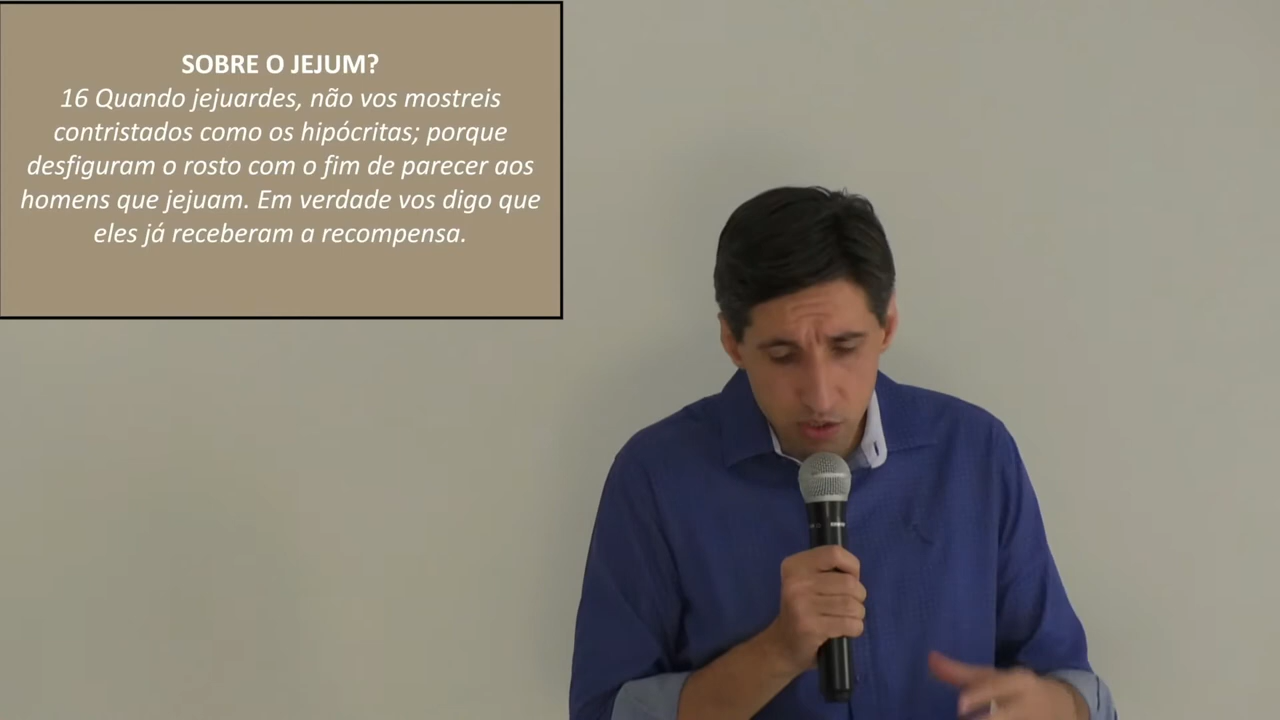 SOBRE O JEJUM?
16 Quando jejuardes, não vos mostreis
contristados como os hipócritas; porque
desfiguram o rosto com o fim de parecer aos
homens que jejuam. Em verdade vos digo que
eles já receberam a recompensa.